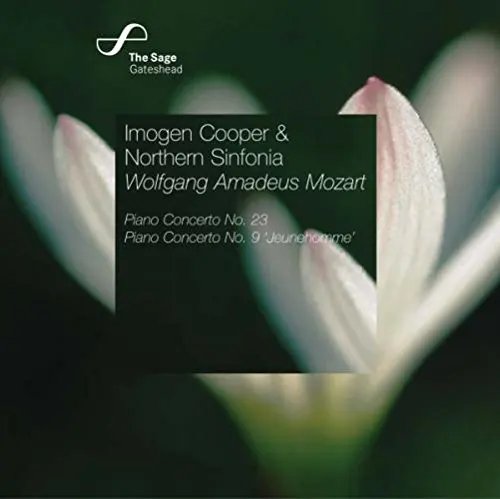 The Sage
Gateshead
Imogen Cooper &
Northern Sinfonia
Wolfgang Amadeus Mozart
Piano Concerto No. 23
Piano Concerto No. 9 'Jeunehomme'